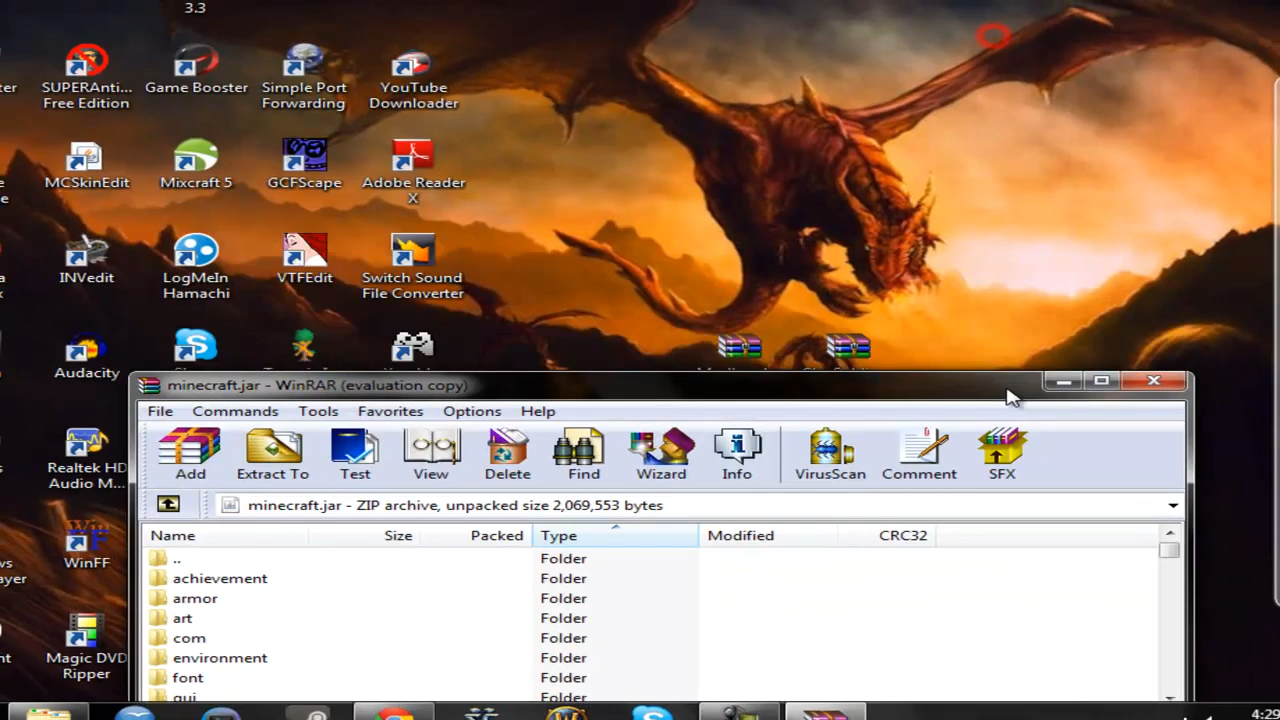 3.3
SUPERAnti...
Free Edition
Game Booster
Simple Port
Forwarding
YouTube
Downloader
MCSkinEdit
Mixcraft 5
GCFScape
Adobe Reader
X
INVedit
LogMeIn
Hamachi
VTFEdit
Switch Sound
File Converter
Audacity
Realtek HD
Audio M...
WinFF
Magic DVD
Ripper
minecraft.jar - WinRAR (evaluation copy)
File Commands Tools Favorites Options Help
Add Extract To Test View Delete Find Wizard Info VirusScan Comment SFX
minecraft.jar - ZIP archive, unpacked size 2,069,553 bytes
Name Size Packed Type Modified CRC32
.. Folder
achievement Folder
armor Folder
art Folder
com Folder
environment Folder
font Folder
gui Folder
4:29